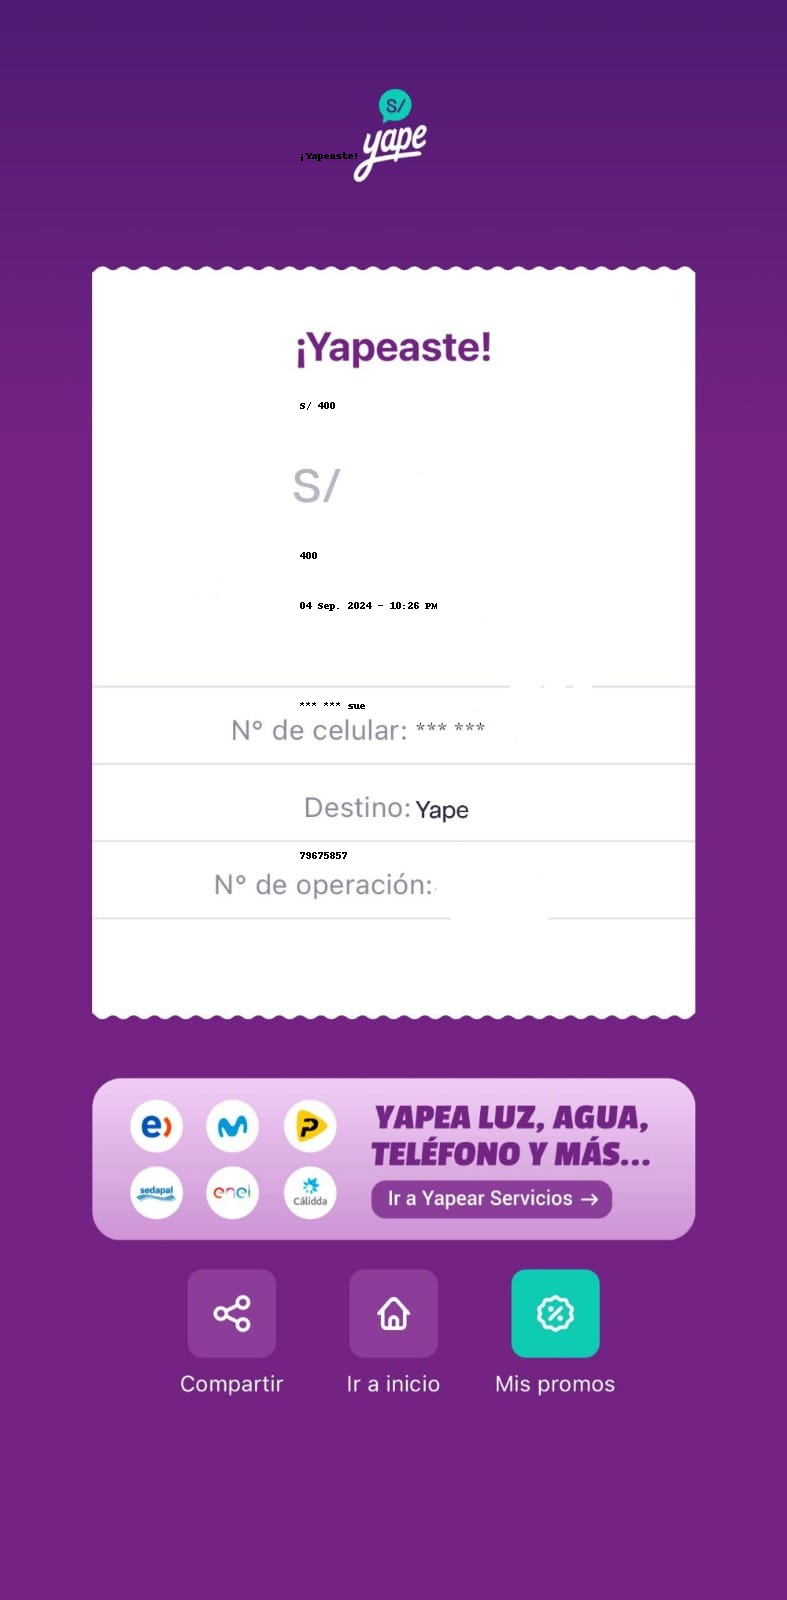 S/
yape
¡Yapeaste!
¡Yapeaste!
S/ 400
S/
400
04 Sep. 2024 - 10:26 PM
*** *** sue
N° de celular: *** ***
Destino: Yape
79675857
N° de operación:
YAPEA LUZ, AGUA,
TELÉFONO Y MÁS...
Ir a Yapear Servicios →
e)
P
sedapal
enel
Cálidda
Compartir
Ir a inicio
Mis promos